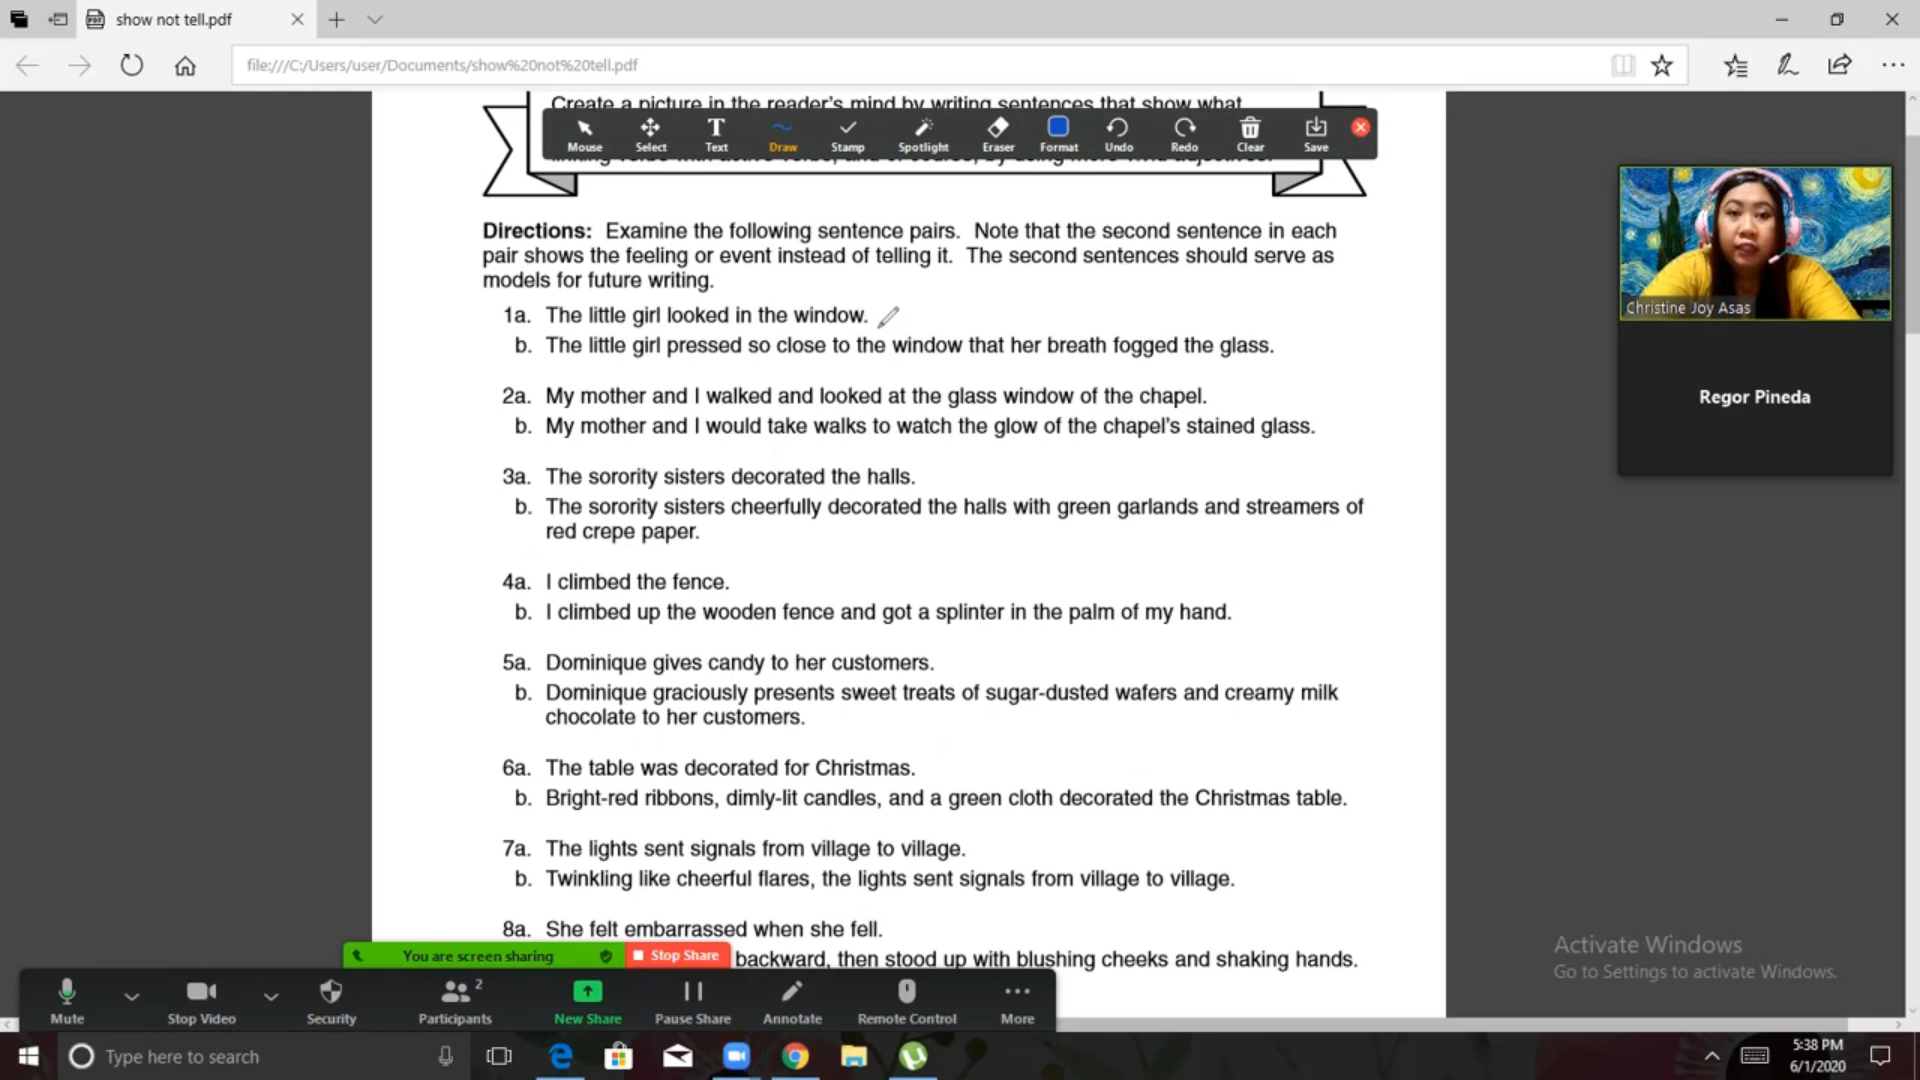 show not tell.pdf
file:///C:/Users/user/Documents/show%20not%20tell.pdf
Create a picture in the reader's mind by writing sentences that show what
Mouse Select Text Draw Stamp Spotlight Eraser Format Undo Redo Clear Save
linking verbs with active verbs, and of course, by using more vivid adjectives.
Directions: Examine the following sentence pairs. Note that the second sentence in each
pair shows the feeling or event instead of telling it. The second sentences should serve as
models for future writing.
1a. The little girl looked in the window.
b. The little girl pressed so close to the window that her breath fogged the glass.
2a. My mother and I walked and looked at the glass window of the chapel.
b. My mother and I would take walks to watch the glow of the chapel's stained glass.
3a. The sorority sisters decorated the halls.
b. The sorority sisters cheerfully decorated the halls with green garlands and streamers of
red crepe paper.
4a. I climbed the fence.
b. I climbed up the wooden fence and got a splinter in the palm of my hand.
5a. Dominique gives candy to her customers.
b. Dominique graciously presents sweet treats of sugar-dusted wafers and creamy milk
chocolate to her customers.
6a. The table was decorated for Christmas.
b. Bright-red ribbons, dimly-lit candles, and a green cloth decorated the Christmas table.
7a. The lights sent signals from village to village.
b. Twinkling like cheerful flares, the lights sent signals from village to village.
8a. She felt embarrassed when she fell.
backward, then stood up with blushing cheeks and shaking hands.
Christine Joy Asas
Regor Pineda
Activate Windows
Go to Settings to activate Windows.
You are screen sharing Stop Share
2
Mute Stop Video Security Participants New Share Pause Share Annotate Remote Control More
Type here to search
5:38 PM
6/1/2020